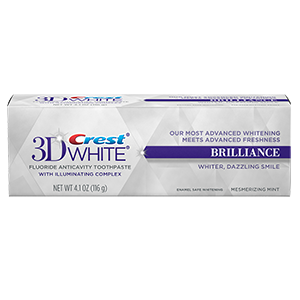 Crest
3D WHITE
FLUORIDE ANTICAVITY TOOTHPASTE
WITH ILLUMINATING COMPLEX
NET WT 4.1 OZ (116 g)
OUR MOST ADVANCED WHITENING
MEETS ADVANCED FRESHNESS
BRILLIANCE
WHITER, DAZZLING SMILE
ENAMEL SAFE WHITENING
MESMERIZING MINT